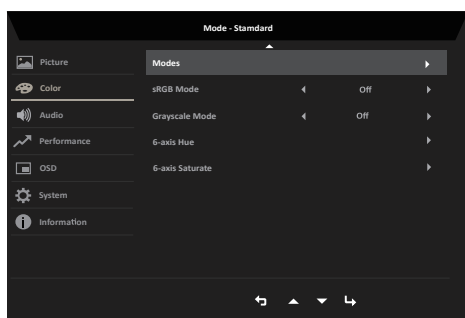 Mode - Stamdard
Picture
Modes
Color
sRGB Mode Off
Audio
Grayscale Mode Off
Performance
6-axis Hue
OSD
6-axis Saturate
System
Information